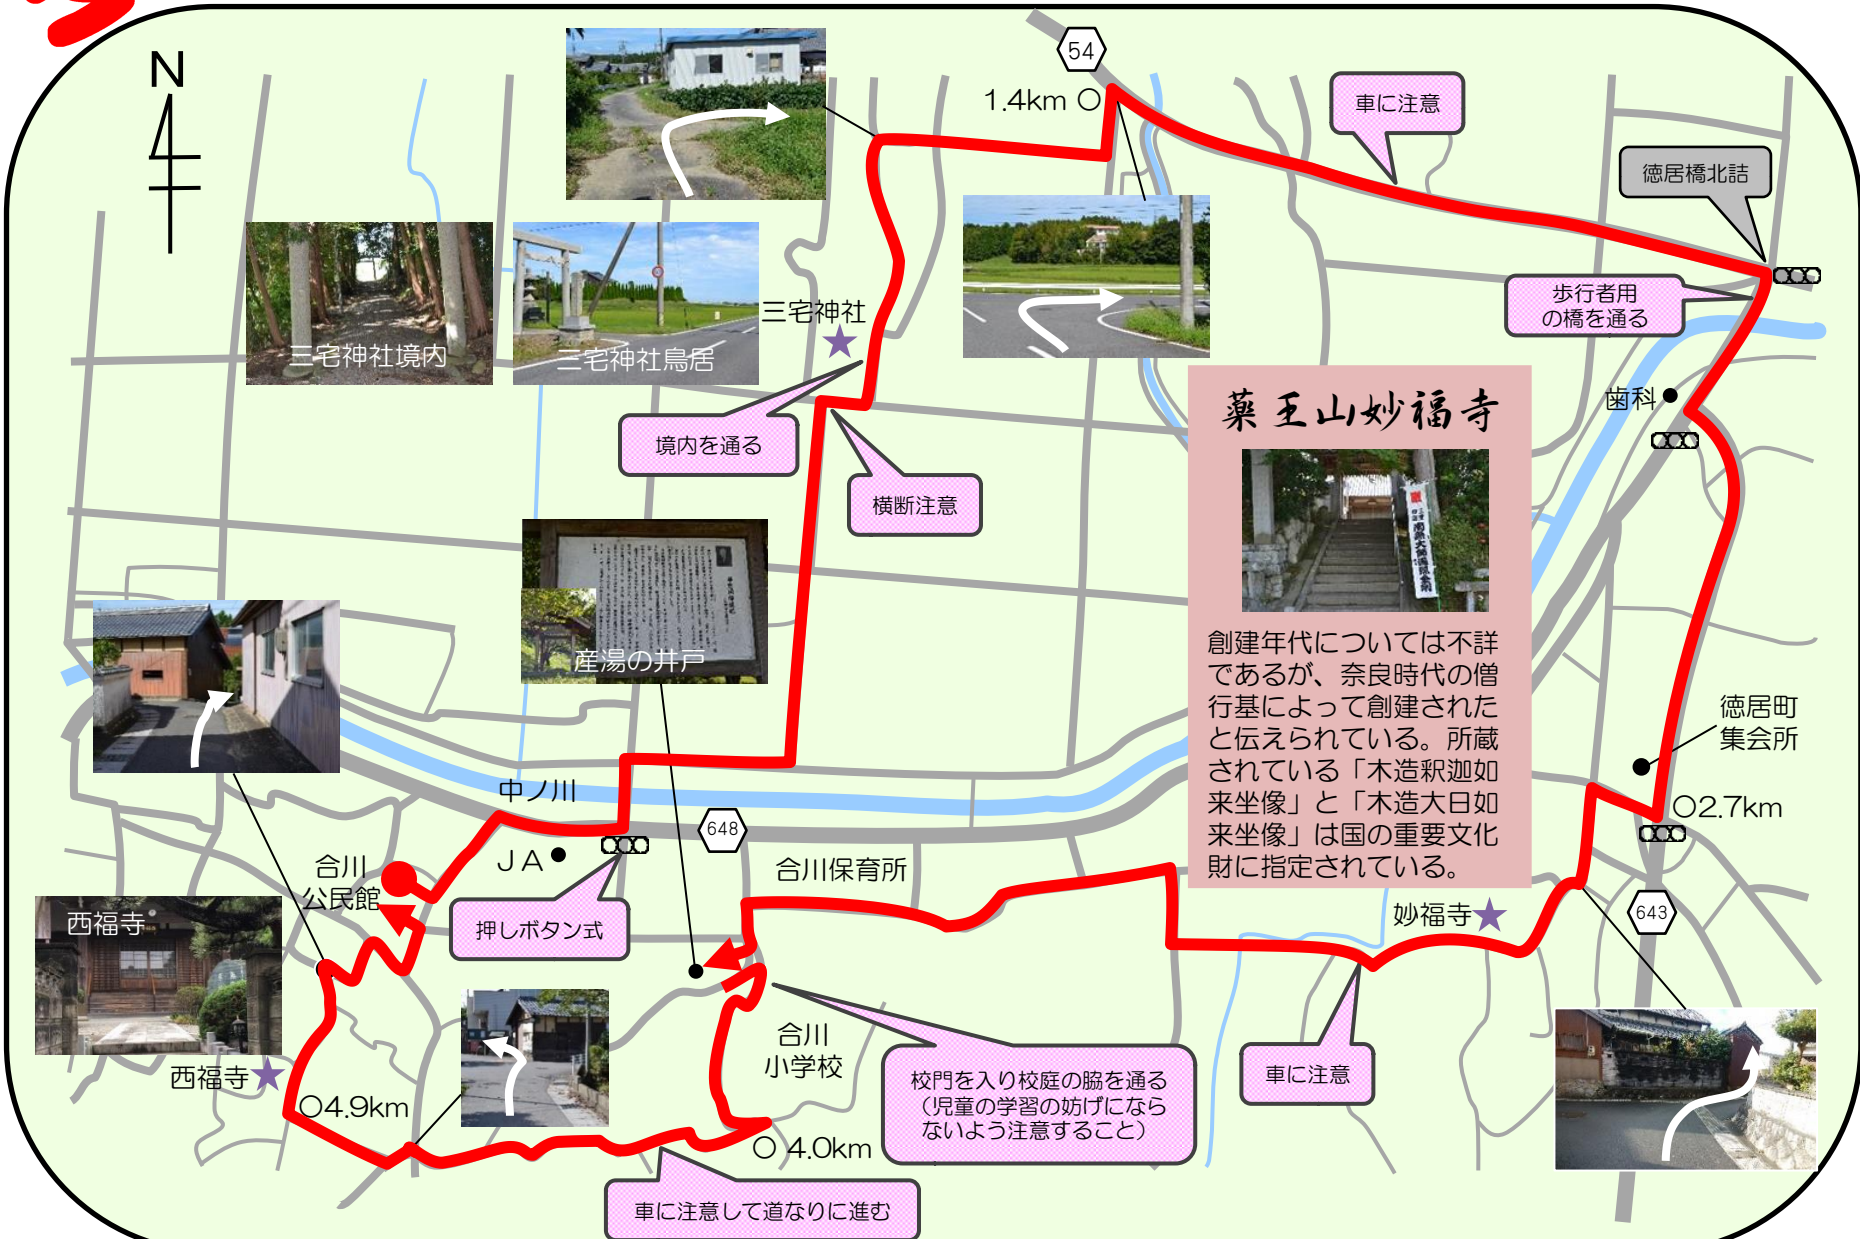 N
54
1.4km
車に注意
徳居橋北詰
歩行者用
の橋を通る
三宅神社
三宅神社境内
三宅神社鳥居
境内を通る
横断注意
歯科
薬王山妙福寺
創建年代については不詳
であるが、奈良時代の僧
行基によって創建された
と伝えられている。所蔵
されている「木造釈迦如
来坐像」と「木造大日如
来坐像」は国の重要文化
財に指定されている。
産湯の井戸
徳居町
集会所
2.7km
中ノ川
648
JA
合川
公民館
押しボタン式
合川保育所
妙福寺
643
西福寺
西福寺
4.9km
合川
小学校
4.0km
校門を入り校庭の脇を通る
（児童の学習の妨げになら
ないよう注意すること）
車に注意
車に注意して道なりに進む